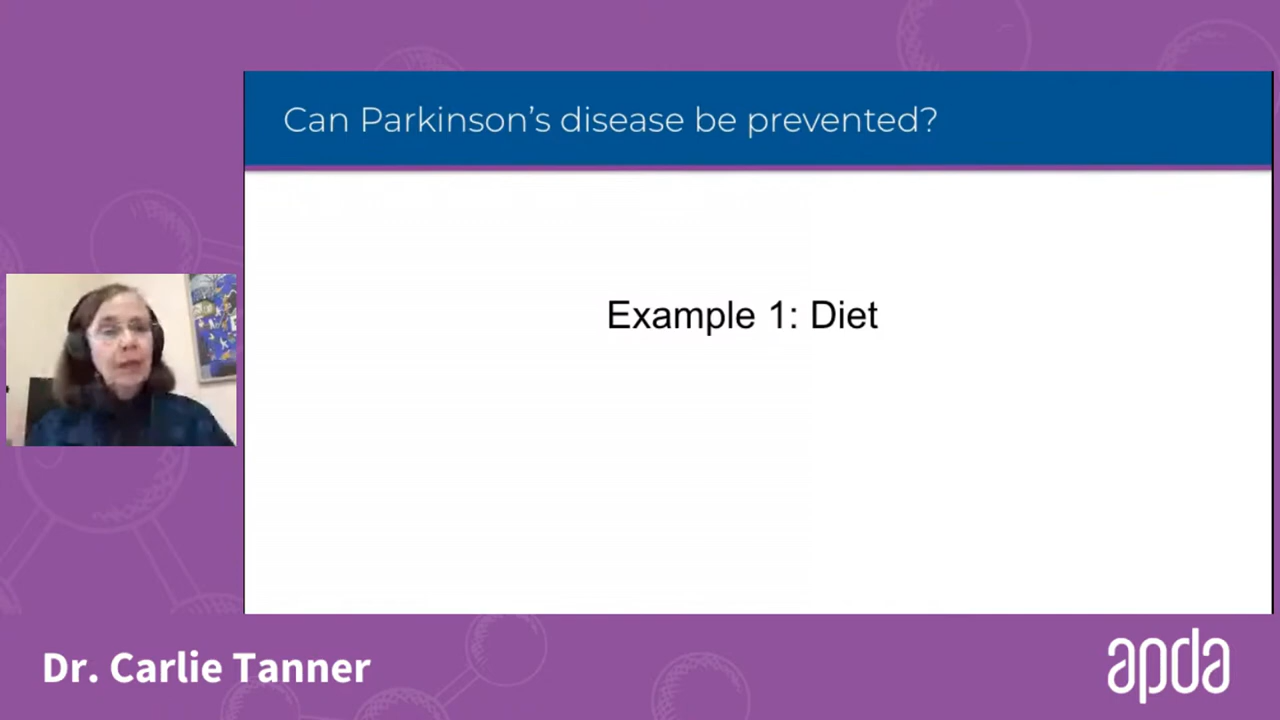 Can Parkinson's disease be prevented?
Example 1: Diet
Dr. Carlie Tanner
apda